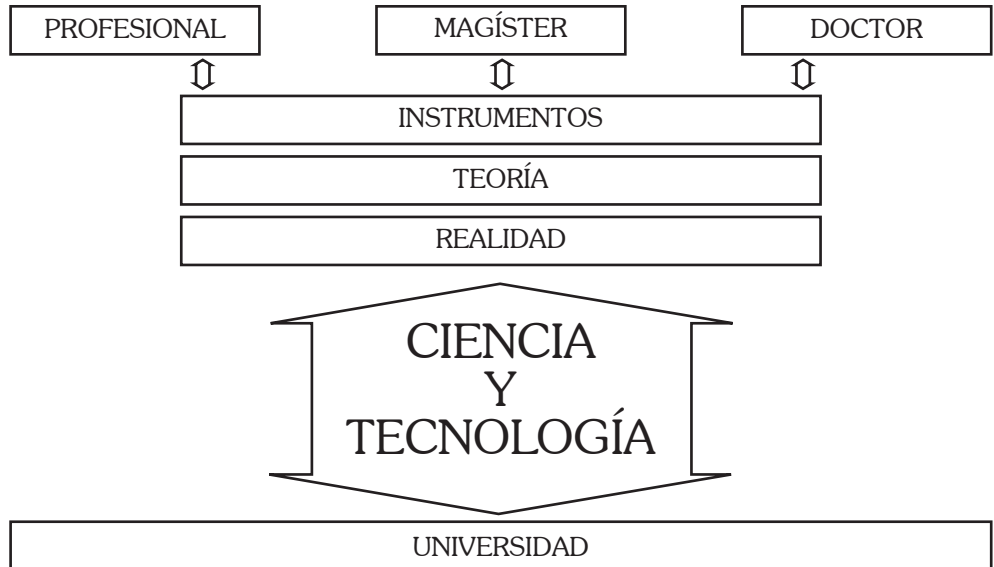 PROFESIONAL
MAGÍSTER
DOCTOR
INSTRUMENTOS
TEORÍA
REALIDAD
CIENCIA
Y
TECNOLOGÍA
UNIVERSIDAD